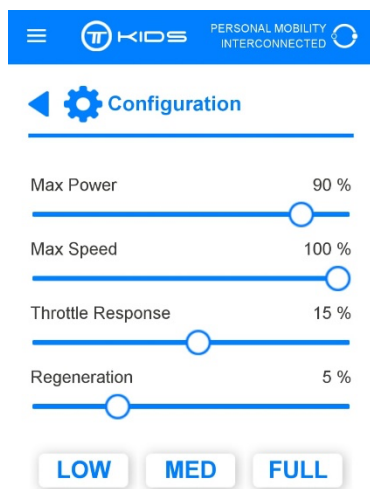 KIDS
PERSONAL MOBILITY
INTERCONNECTED
Configuration
Max Power 90 %
Max Speed 100 %
Throttle Response 15 %
Regeneration 5 %
LOW MED FULL